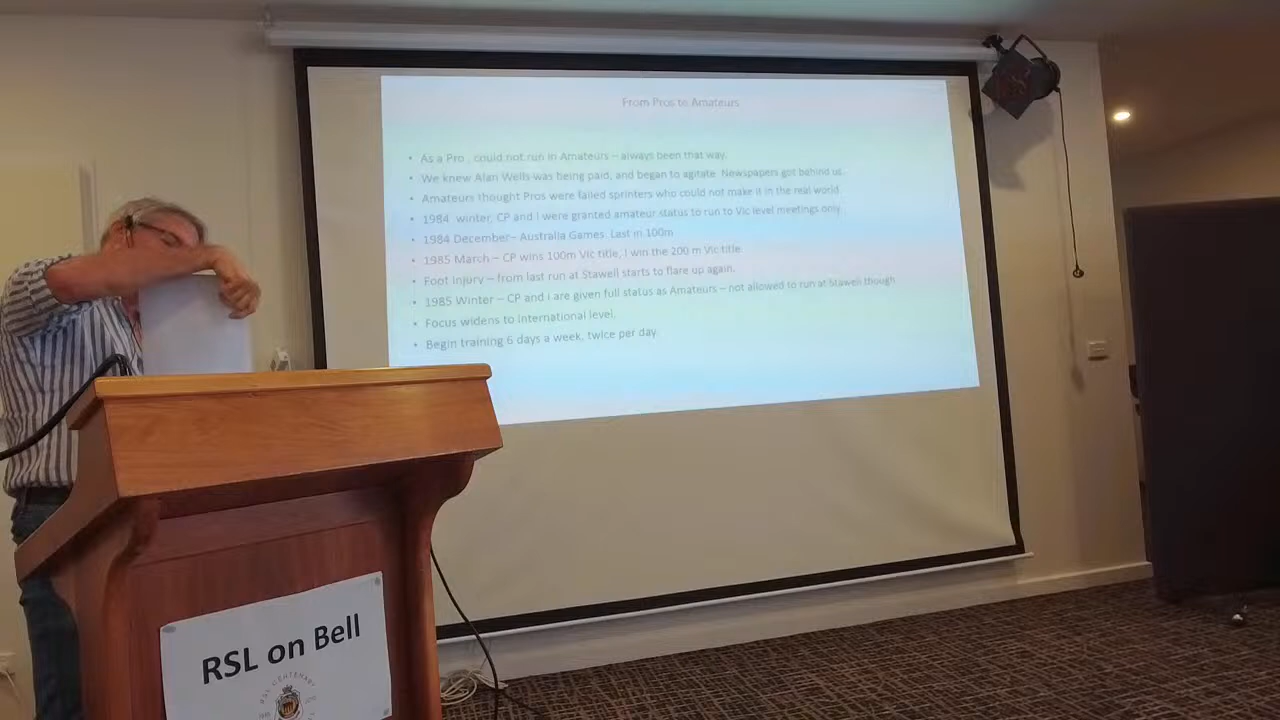 From Pros to Amateurs
• As a Pro , could not run in Amateurs – always been that way.
• We knew Alan Wells was being paid, and began to agitate. Newspapers got behind us.
• Amateurs thought Pros were failed sprinters who could not make it in the real world.
• 1984 winter, CP and I were granted amateur status to run to Vic level meetings only.
• 1984 December– Australia Games. Last in 100m
• 1985 March – CP wins 100m Vic title, I win the 200 m Vic title.
• Foot injury – from last run at Stawell starts to flare up again.
• 1985 Winter – CP and I are given full status as Amateurs – not allowed to run at Stawell though
• Focus widens to international level.
• Begin training 6 days a week, twice per day.
RSL on Bell
RSL CENTENARY